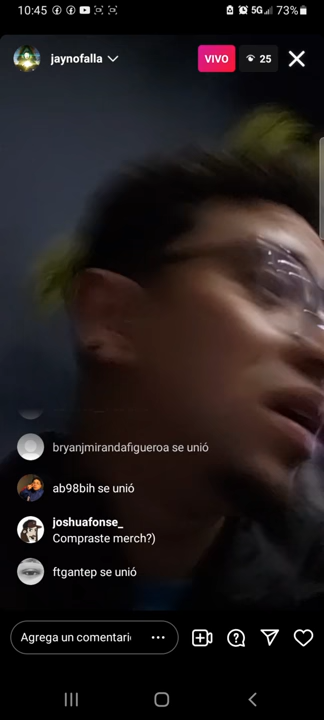 10:45
5G
73%
jaynofalla
VIVO
25
bryanjmirandafigueroa se unió
ab98bih se unió
joshuafonse_
Compraste merch?)
ftgantep se unió
Agrega un comentari